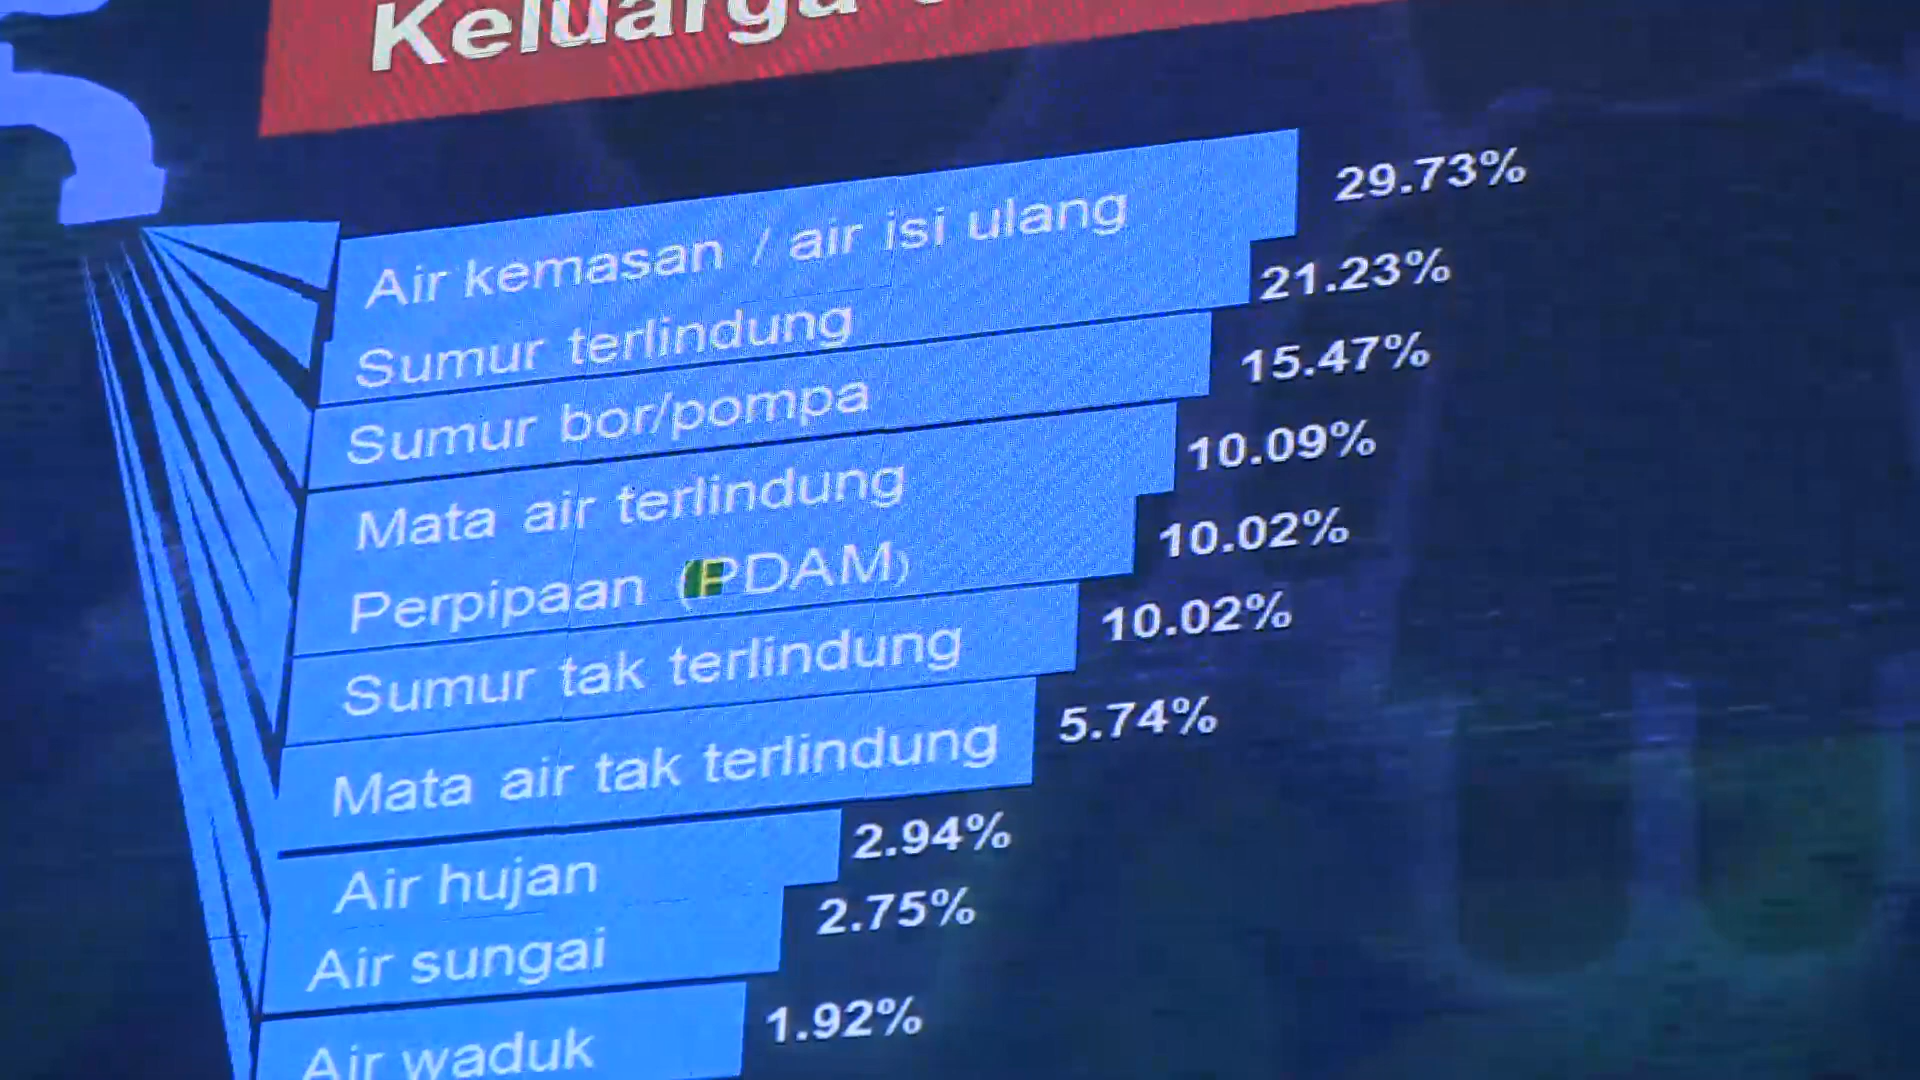 Keluarga
Air kemasan / air isi ulang 29.73%
Sumur terlindung 21.23%
Sumur bor/pompa 15.47%
Mata air terlindung 10.09%
Perpipaan (PDAM) 10.02%
Sumur tak terlindung 10.02%
Mata air tak terlindung 5.74%
Air hujan 2.94%
Air sungai 2.75%
Air waduk 1.92%